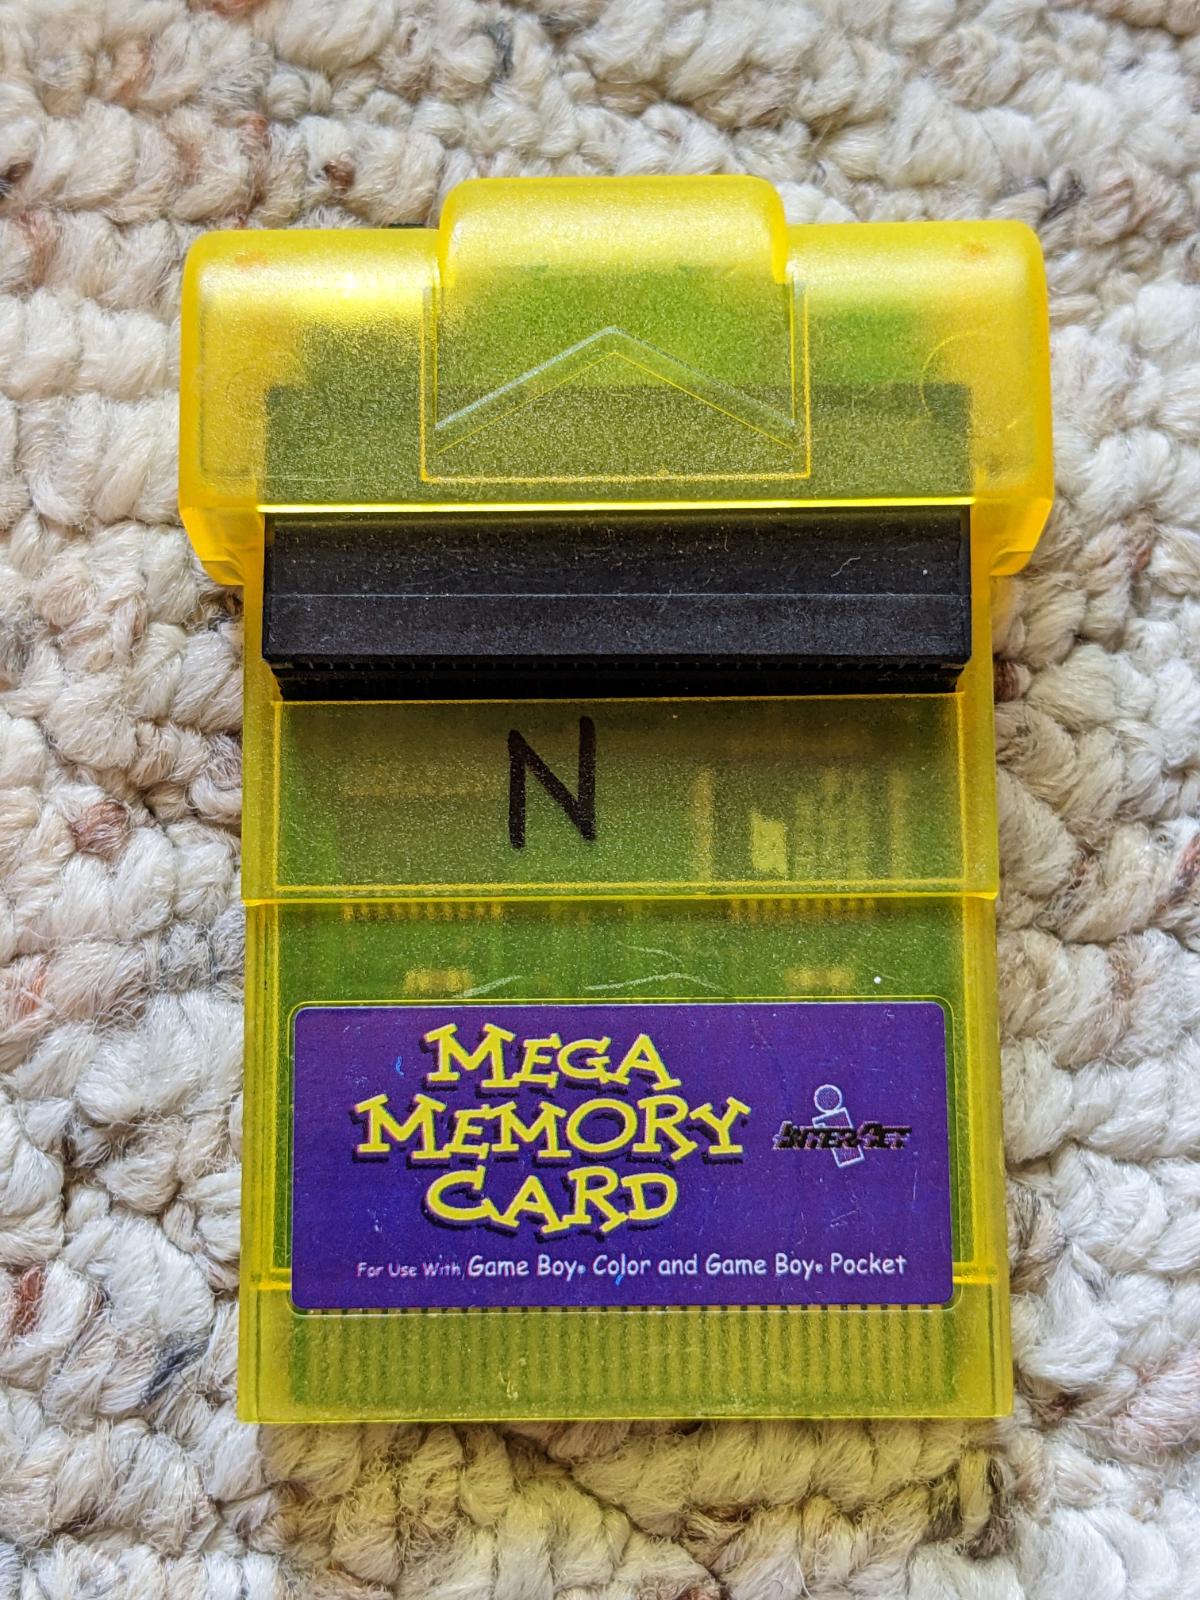 N
MEGA
MEMORY
CARD
INTERACT
For Use With Game Boy® Color and Game Boy® Pocket